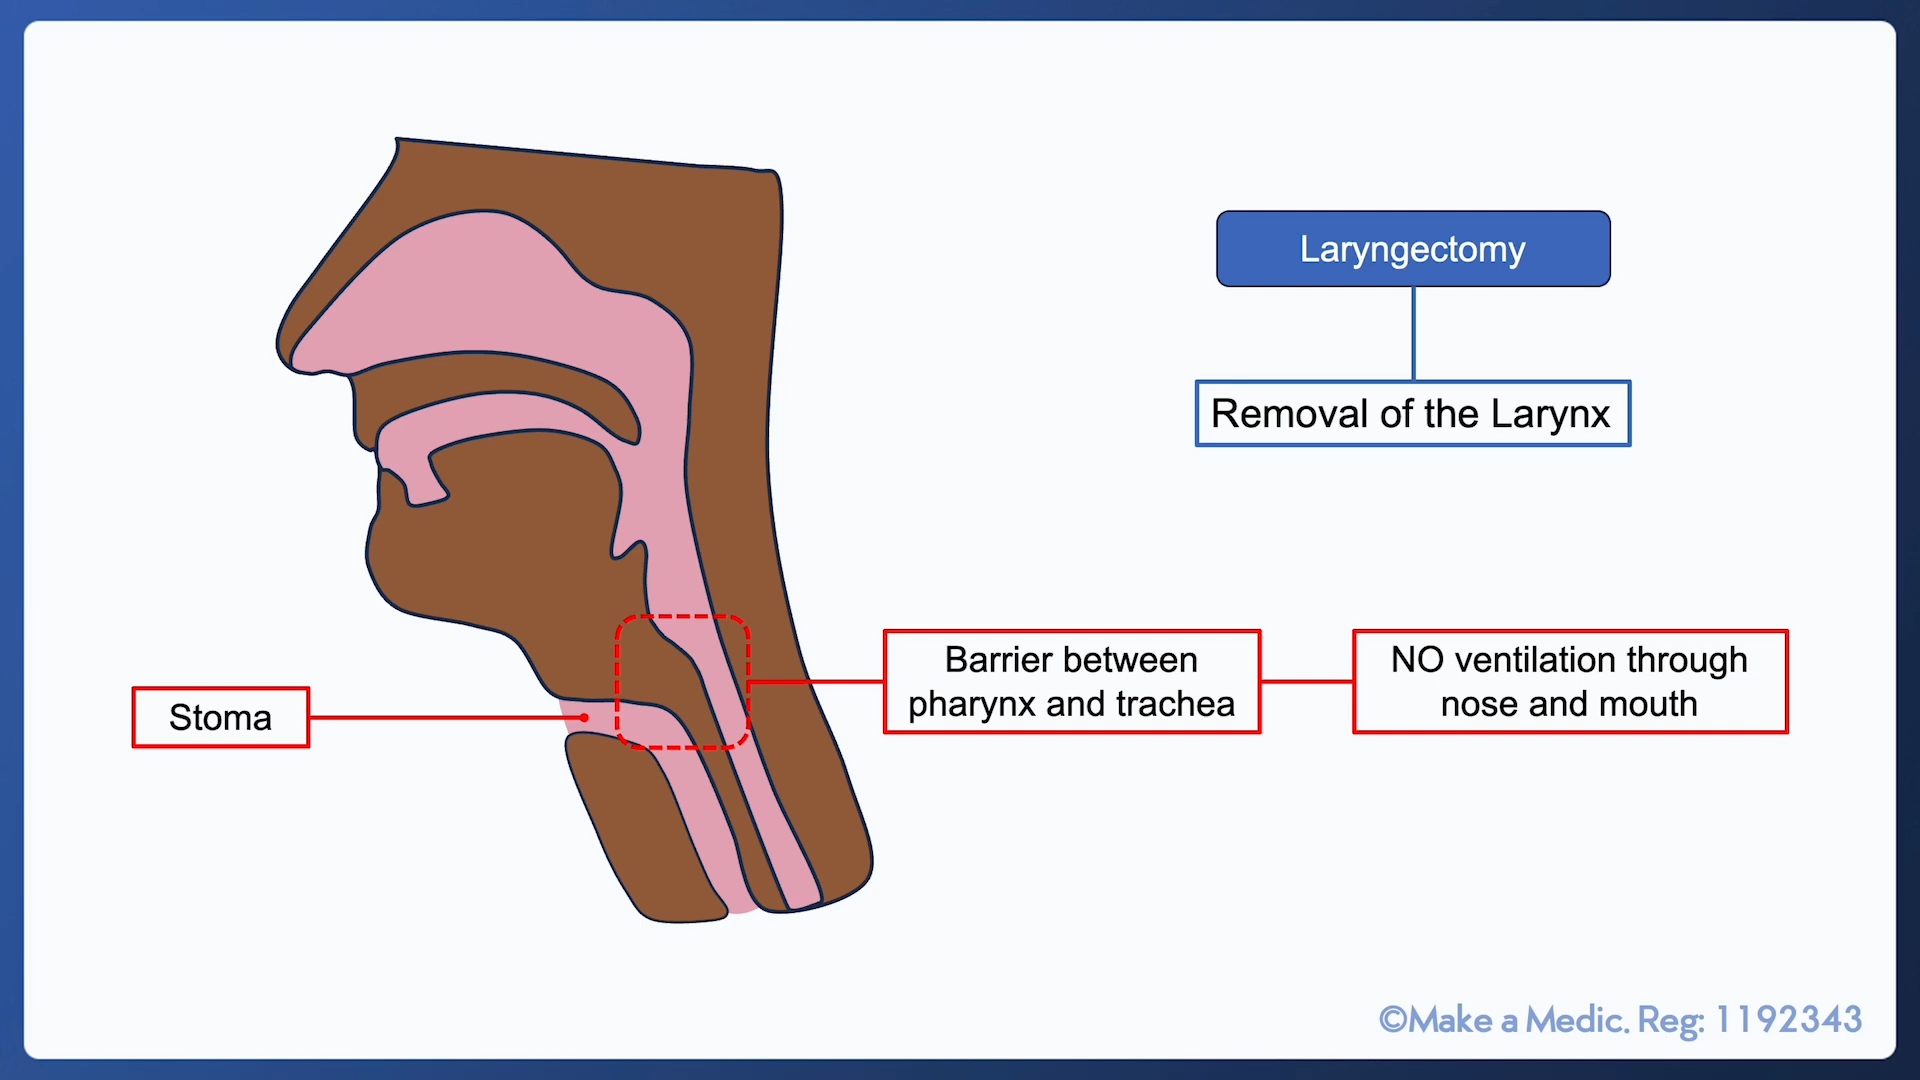 Laryngectomy
Removal of the Larynx
Stoma
Barrier between
pharynx and trachea
NO ventilation through
nose and mouth
©Make a Medic. Reg: 1192343